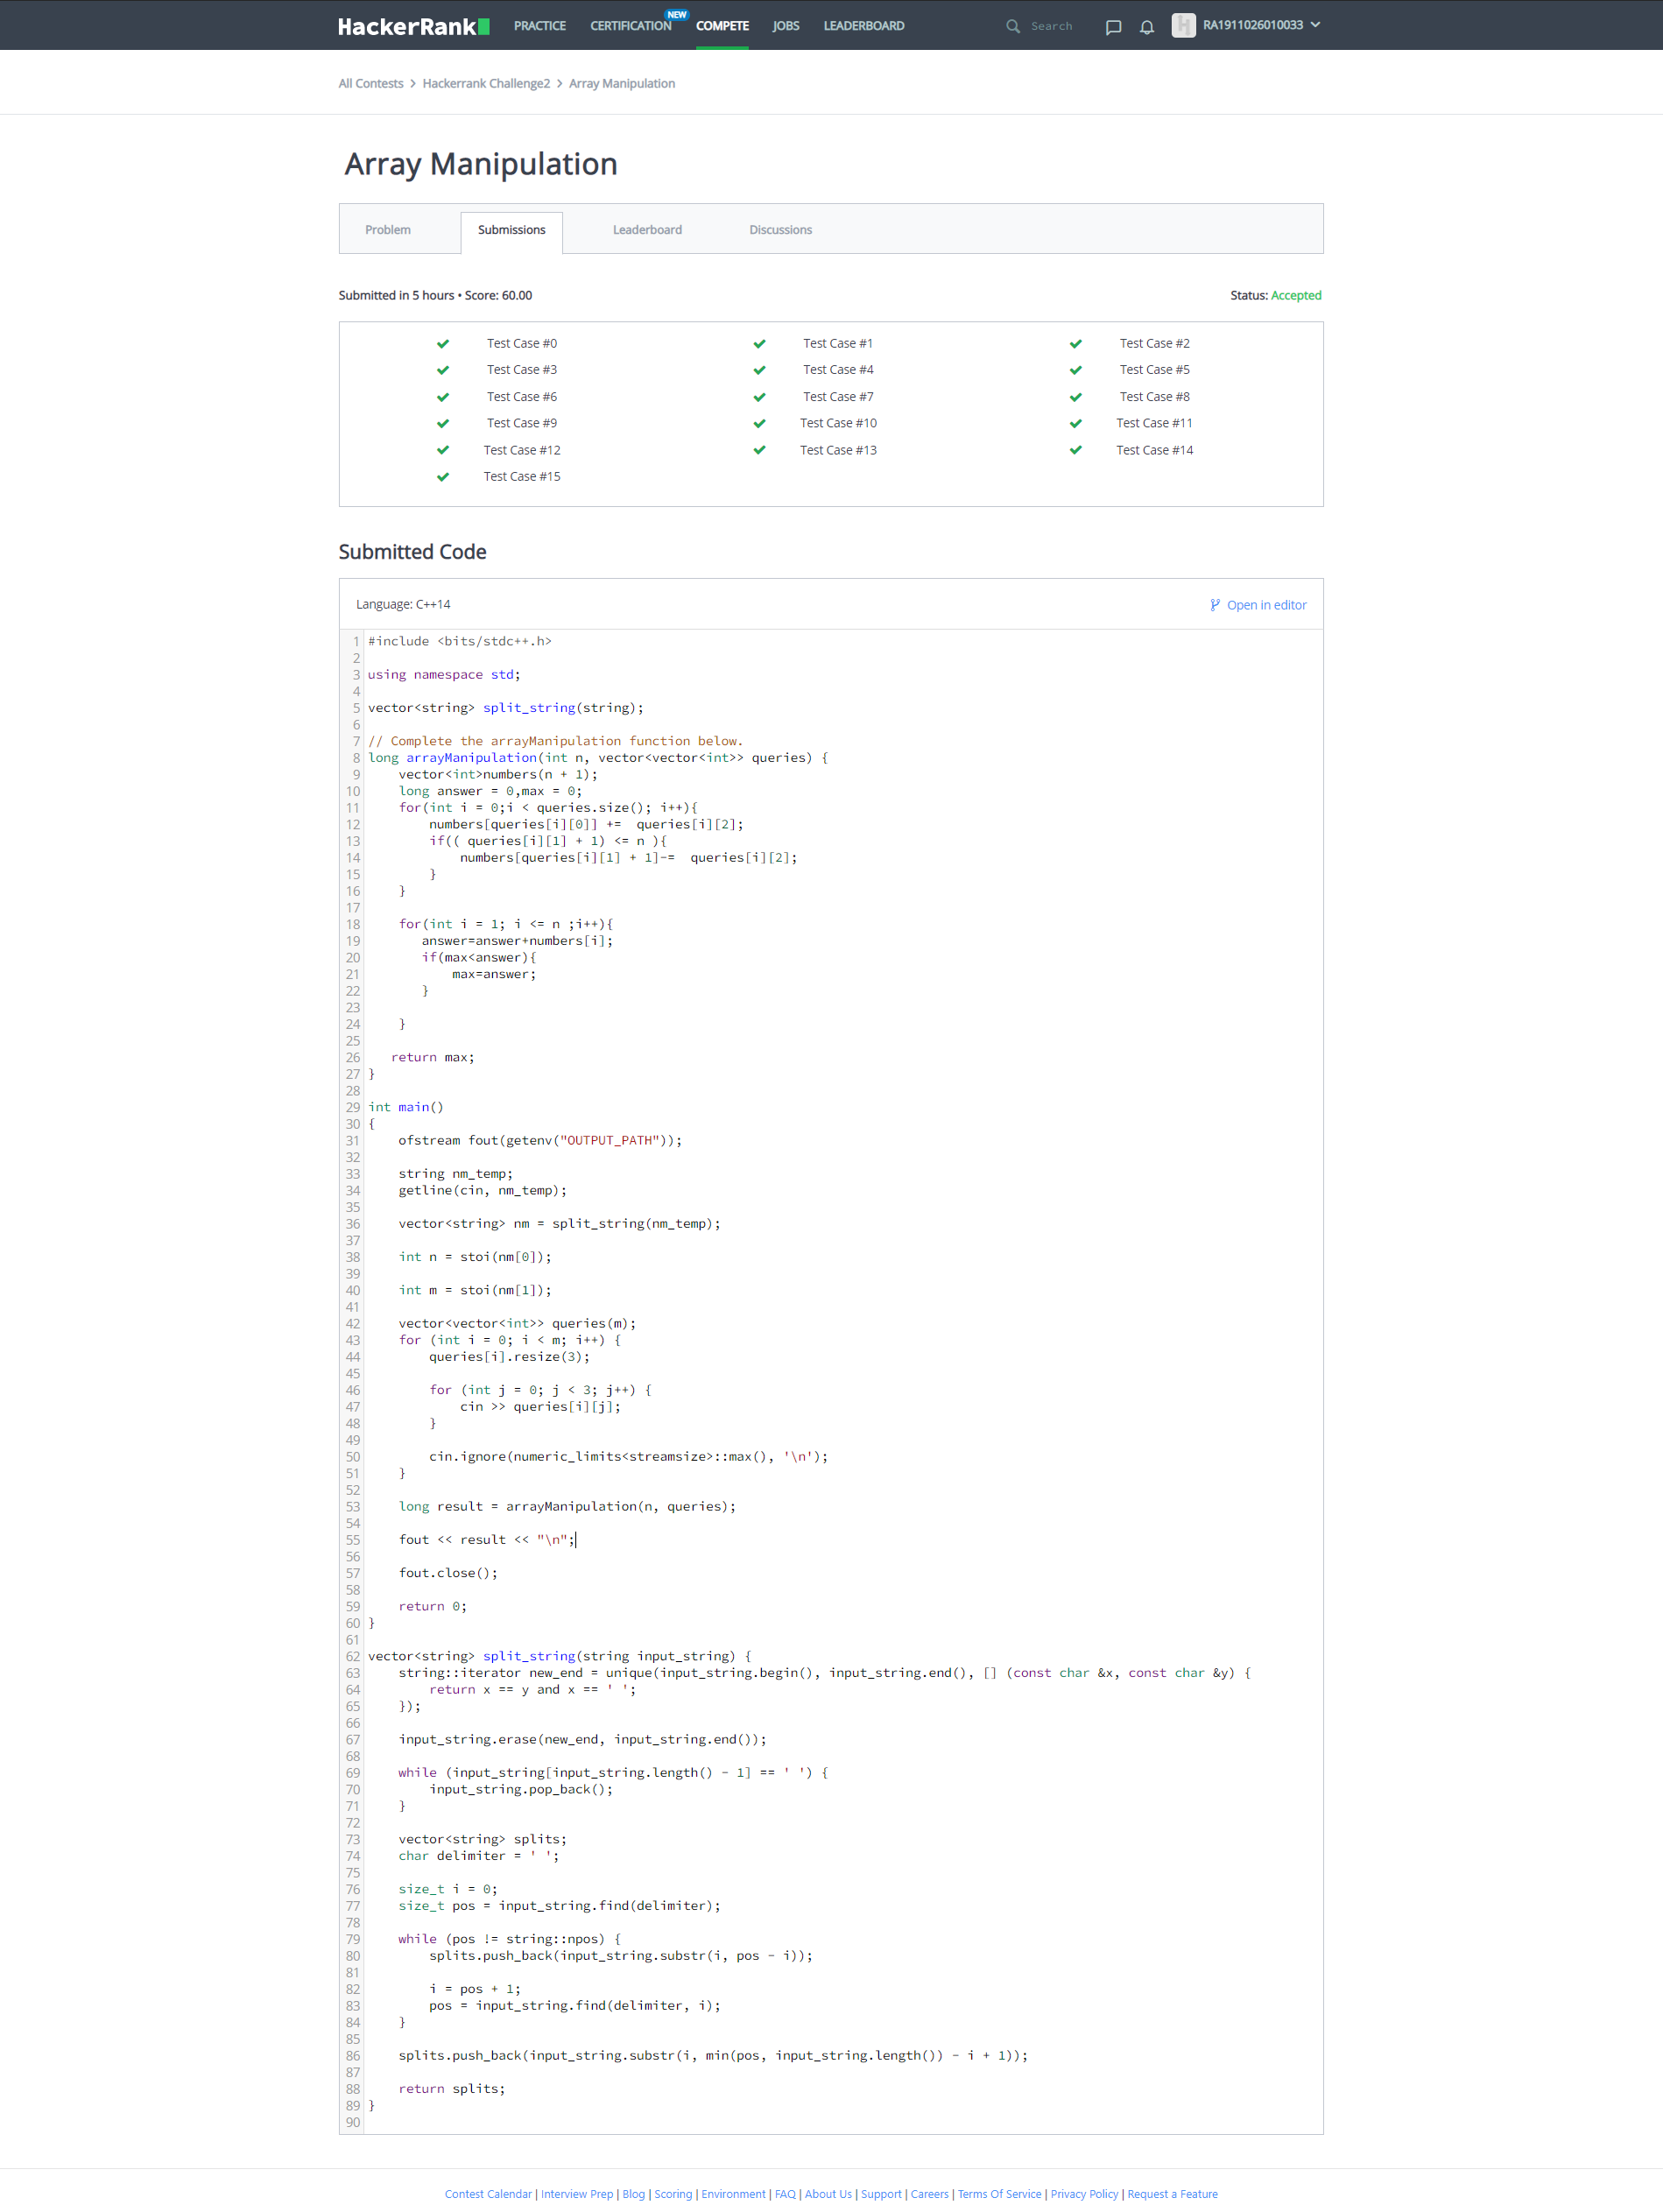 HackerRank PRACTICE CERTIFICATION NEW COMPETE JOBS LEADERBOARD Search RA1911026010033
All Contests > Hackerrank Challenge2 > Array Manipulation
Array Manipulation
Problem Submissions Leaderboard Discussions
Submitted in 5 hours • Score: 60.00 Status: Accepted
Test Case #0 Test Case #1 Test Case #2
Test Case #3 Test Case #4 Test Case #5
Test Case #6 Test Case #7 Test Case #8
Test Case #9 Test Case #10 Test Case #11
Test Case #12 Test Case #13 Test Case #14
Test Case #15
Submitted Code
Language: C++14 Open in editor
1 #include <bits/stdc++.h>
2
3 using namespace std;
4
5 vector<string> split_string(string);
6
7 // Complete the arrayManipulation function below.
8 long arrayManipulation(int n, vector<vector<int>> queries) {
9     vector<int>numbers(n + 1);
10     long answer = 0,max = 0;
11     for(int i = 0;i < queries.size(); i++){
12         numbers[queries[i][0]] +=  queries[i][2];
13         if(( queries[i][1] + 1) <= n ){
14             numbers[queries[i][1] + 1]-=  queries[i][2];
15         }
16     }
17
18     for(int i = 1; i <= n ;i++){
19        answer=answer+numbers[i];
20        if(max<answer){
21            max=answer;
22        }
23
24     }
25
26    return max;
27 }
28
29 int main()
30 {
31     ofstream fout(getenv("OUTPUT_PATH"));
32
33     string nm_temp;
34     getline(cin, nm_temp);
35
36     vector<string> nm = split_string(nm_temp);
37
38     int n = stoi(nm[0]);
39
40     int m = stoi(nm[1]);
41
42     vector<vector<int>> queries(m);
43     for (int i = 0; i < m; i++) {
44         queries[i].resize(3);
45
46         for (int j = 0; j < 3; j++) {
47             cin >> queries[i][j];
48         }
49
50         cin.ignore(numeric_limits<streamsize>::max(), '\n');
51     }
52
53     long result = arrayManipulation(n, queries);
54
55     fout << result << "\n";
56
57     fout.close();
58
59     return 0;
60 }
61
62 vector<string> split_string(string input_string) {
63     string::iterator new_end = unique(input_string.begin(), input_string.end(), [] (const char &x, const char &y) {
64         return x == y and x == ' ';
65     });
66
67     input_string.erase(new_end, input_string.end());
68
69     while (input_string[input_string.length() - 1] == ' ') {
70         input_string.pop_back();
71     }
72
73     vector<string> splits;
74     char delimiter = ' ';
75
76     size_t i = 0;
77     size_t pos = input_string.find(delimiter);
78
79     while (pos != string::npos) {
80         splits.push_back(input_string.substr(i, pos - i));
81
82         i = pos + 1;
83         pos = input_string.find(delimiter, i);
84     }
85
86     splits.push_back(input_string.substr(i, min(pos, input_string.length()) - i + 1));
87
88     return splits;
89 }
90
Contest Calendar | Interview Prep | Blog | Scoring | Environment | FAQ | About Us | Support | Careers | Terms Of Service | Privacy Policy | Request a Feature